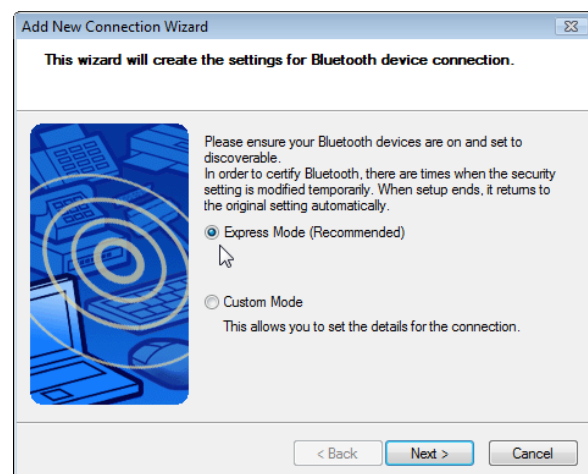 Add New Connection Wizard
This wizard will create the settings for Bluetooth device connection.
Please ensure your Bluetooth devices are on and set to
discoverable.
In order to certify Bluetooth, there are times when the security
setting is modified temporarily. When setup ends, it returns to
the original setting automatically.
Express Mode (Recommended)
Custom Mode
This allows you to set the details for the connection.
< Back Next > Cancel